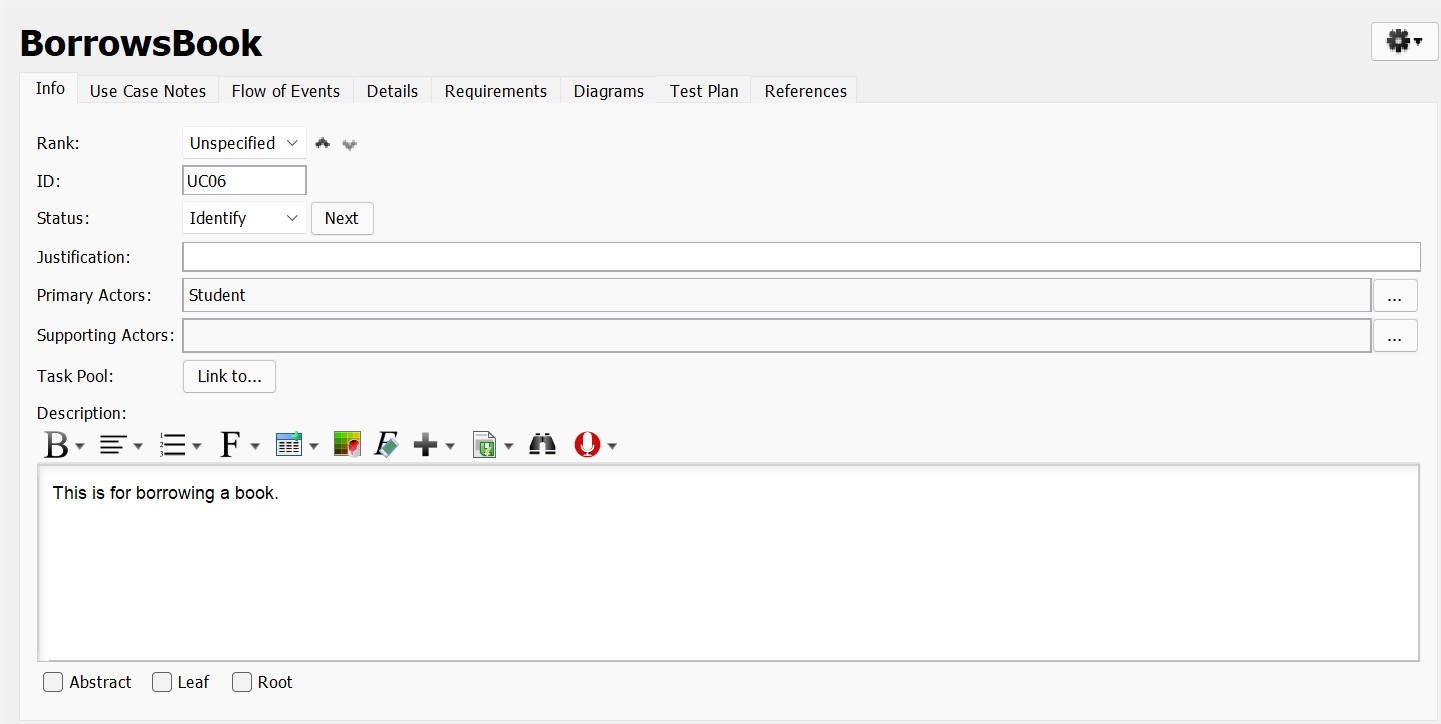 BorrowsBook
Info Use Case Notes Flow of Events Details Requirements Diagrams Test Plan References
Rank: Unspecified
ID: UC06
Status: Identify Next
Justification:
Primary Actors: Student ...
Supporting Actors: ...
Task Pool: Link to...
Description:
B F F
This is for borrowing a book.
Abstract Leaf Root